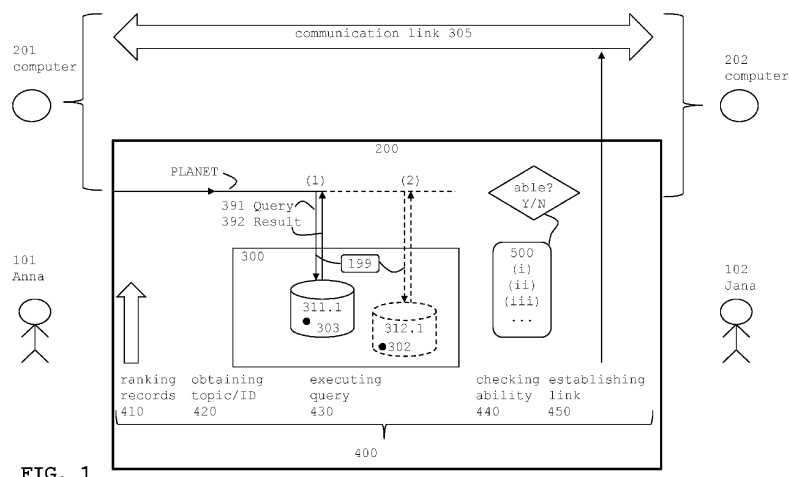 communication link 305
201
computer
202
computer
200
PLANET
(1)
(2)
able?
Y/N
391 Query
392 Result
300
199
500
(i)
(ii)
(iii)
...
101
Anna
102
Jana
311.1
303
312.1
302
ranking
records
410
obtaining
topic/ID
420
executing
query
430
checking
ability
440
establishing
link
450
400
FIG. 1